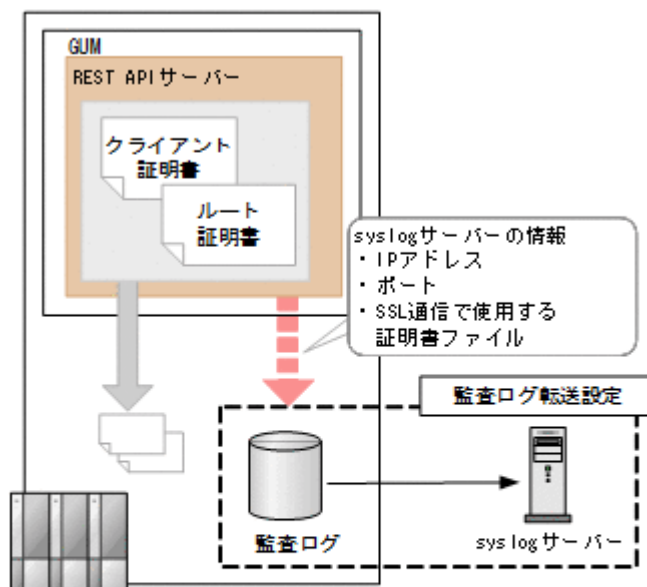 GUM
REST APIサーバー
クライアント
証明書
ルート
証明書
syslogサーバーの情報
・IPアドレス
・ポート
・SSL通信で使用する
証明書ファイル
監査ログ転送設定
監査ログ
syslogサーバー